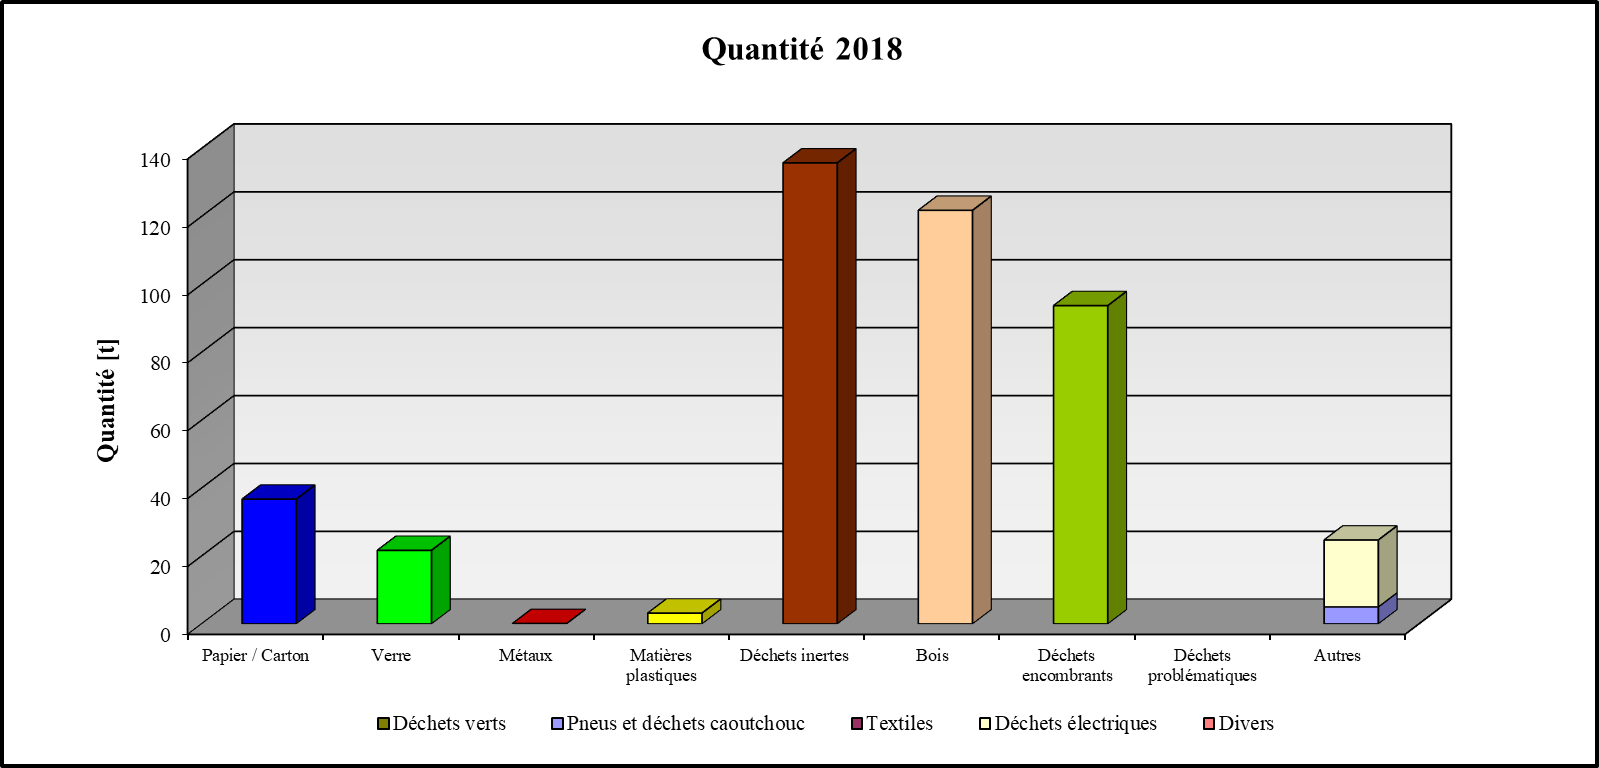 Quantité 2018
Quantité [t]
140
120
100
80
60
40
20
0
Papier / Carton
Verre
Métaux
Matières
plastiques
Déchets inertes
Bois
Déchets
encombrants
Déchets
problématiques
Autres
Déchets verts
Pneus et déchets caoutchouc
Textiles
Déchets électriques
Divers